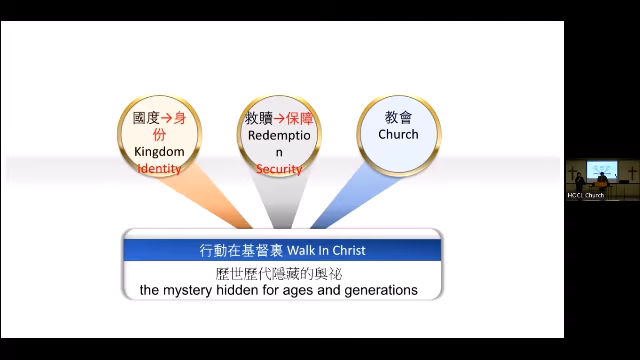 國度→身
份
Kingdom
Identity
救贖→保障
Redemptio
n
Security
教會
Church
行動在基督裏 Walk In Christ
歷世歷代隱藏的奧祕
the mystery hidden for ages and generations
HOCL Church